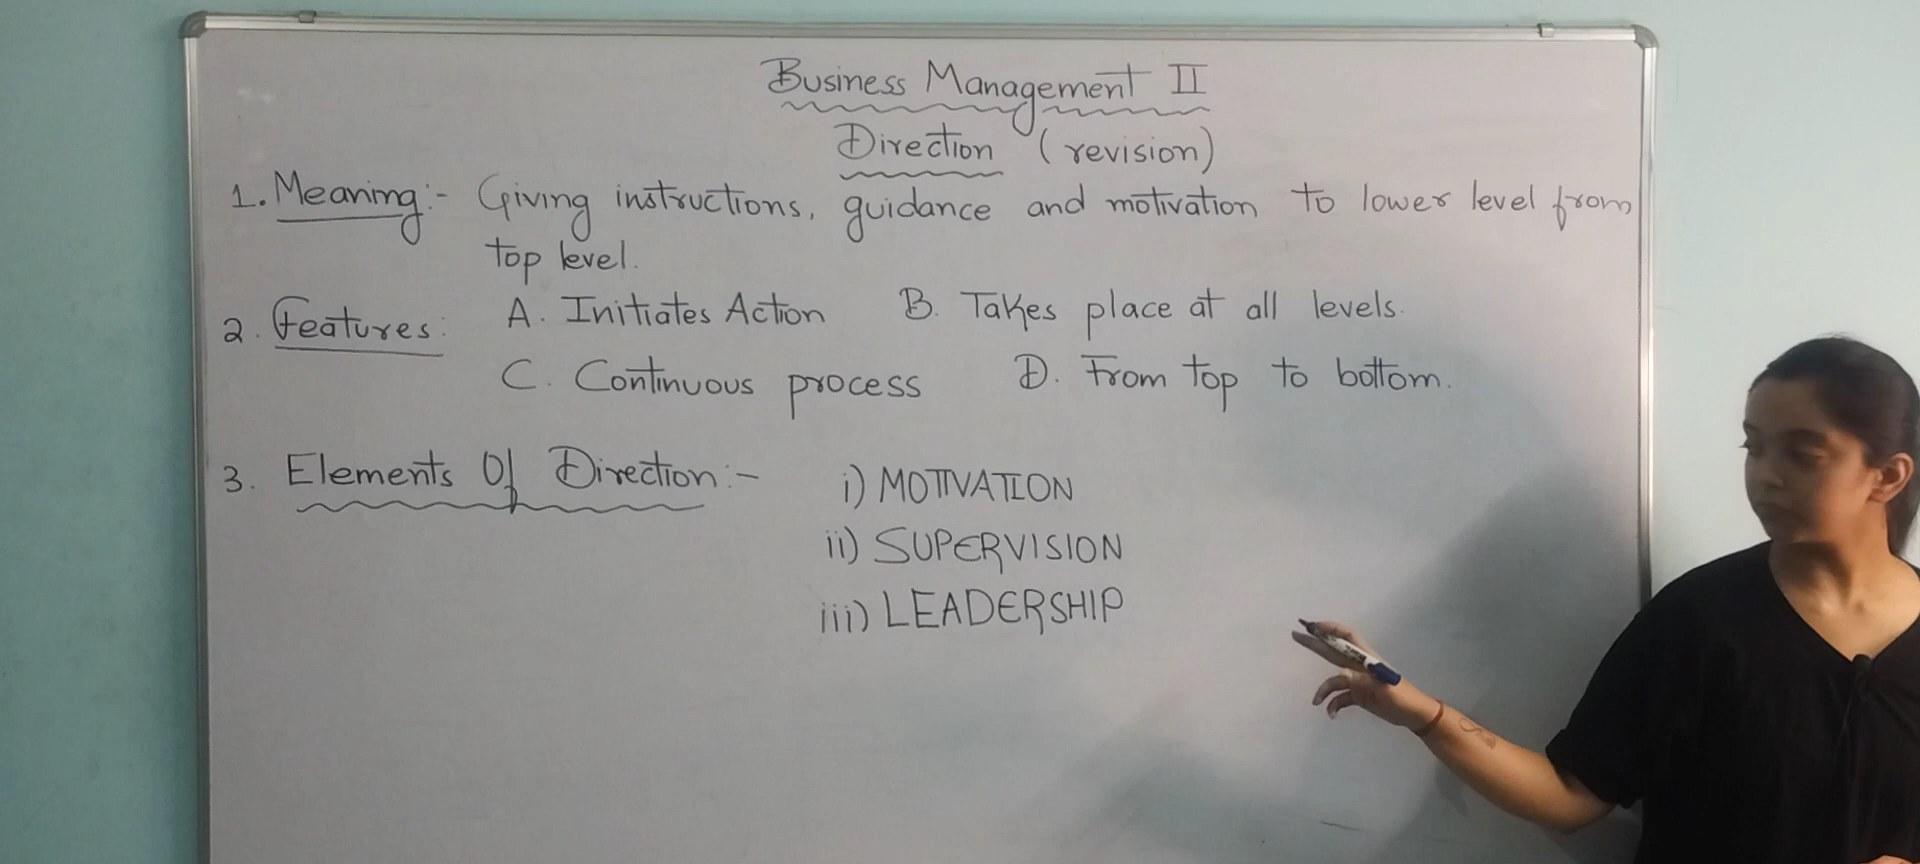 Business Management II
Direction (revision)
1. Meaning:- Giving instructions, guidance and motivation to lower level from
top level.
2. Features: A. Initiates Action B. Takes place at all levels.
C. Continuous process D. From top to bottom.
3. Elements Of Direction:- i) MOTIVATION
ii) SUPERVISION
iii) LEADERSHIP